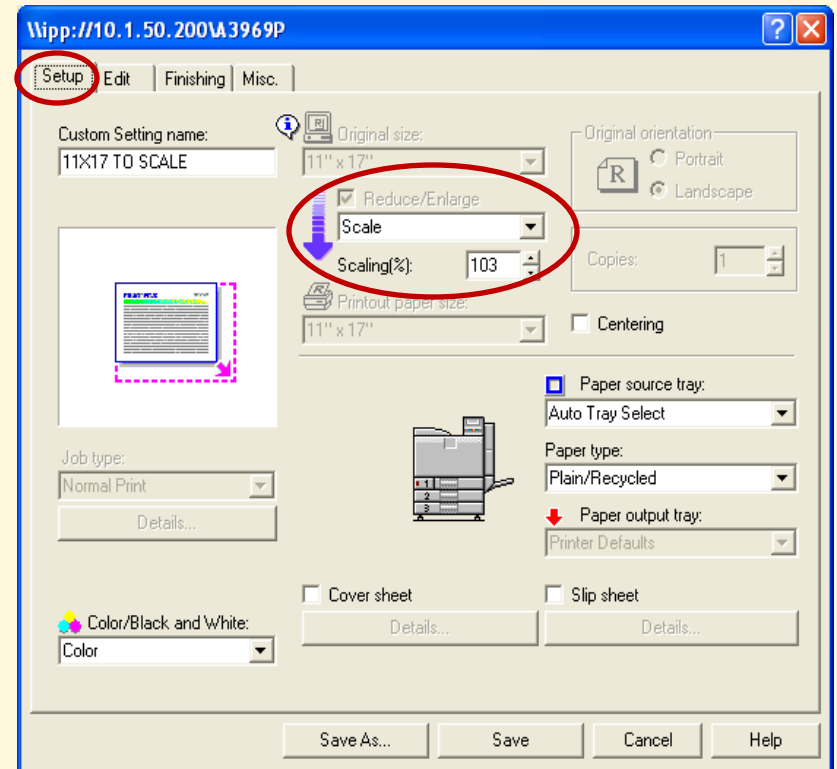 \\ipp://10.1.50.200\A3969P
Setup
Edit
Finishing
Misc.
Custom Setting name:
11X17 TO SCALE
Original size:
11" x 17"
Reduce/Enlarge
Scale
Scaling(%): 103
Printout paper size:
11" x 17"
Original orientation
R
Portrait
Landscape
Copies: 1
Centering
Job type:
Normal Print
Details...
1
2
3
Paper source tray:
Auto Tray Select
Paper type:
Plain/Recycled
Paper output tray:
Printer Defaults
Color/Black and White:
Color
Cover sheet
Details...
Slip sheet
Details...
Save As...
Save
Cancel
Help